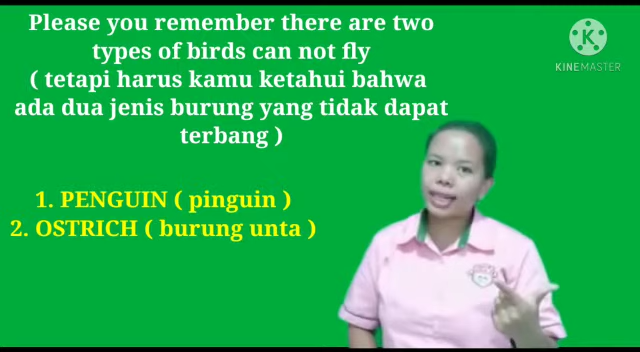 Please you remember there are two
types of birds can not fly
( tetapi harus kamu ketahui bahwa
ada dua jenis burung yang tidak dapat
terbang )
1. PENGUIN ( pinguin )
2. OSTRICH ( burung unta )
K
KINEMASTER